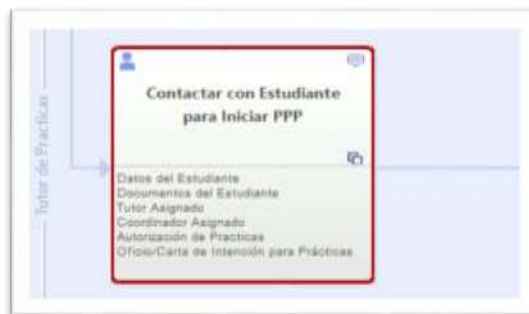 Tutor de Practicas
Contactar con Estudiante
para Iniciar PPP
Datos del Estudiante
Documentos del Estudiante
Tutor Asignado
Coordinador Asignado
Autorización de Practicas
Oficio/Carta de Intención para Prácticas